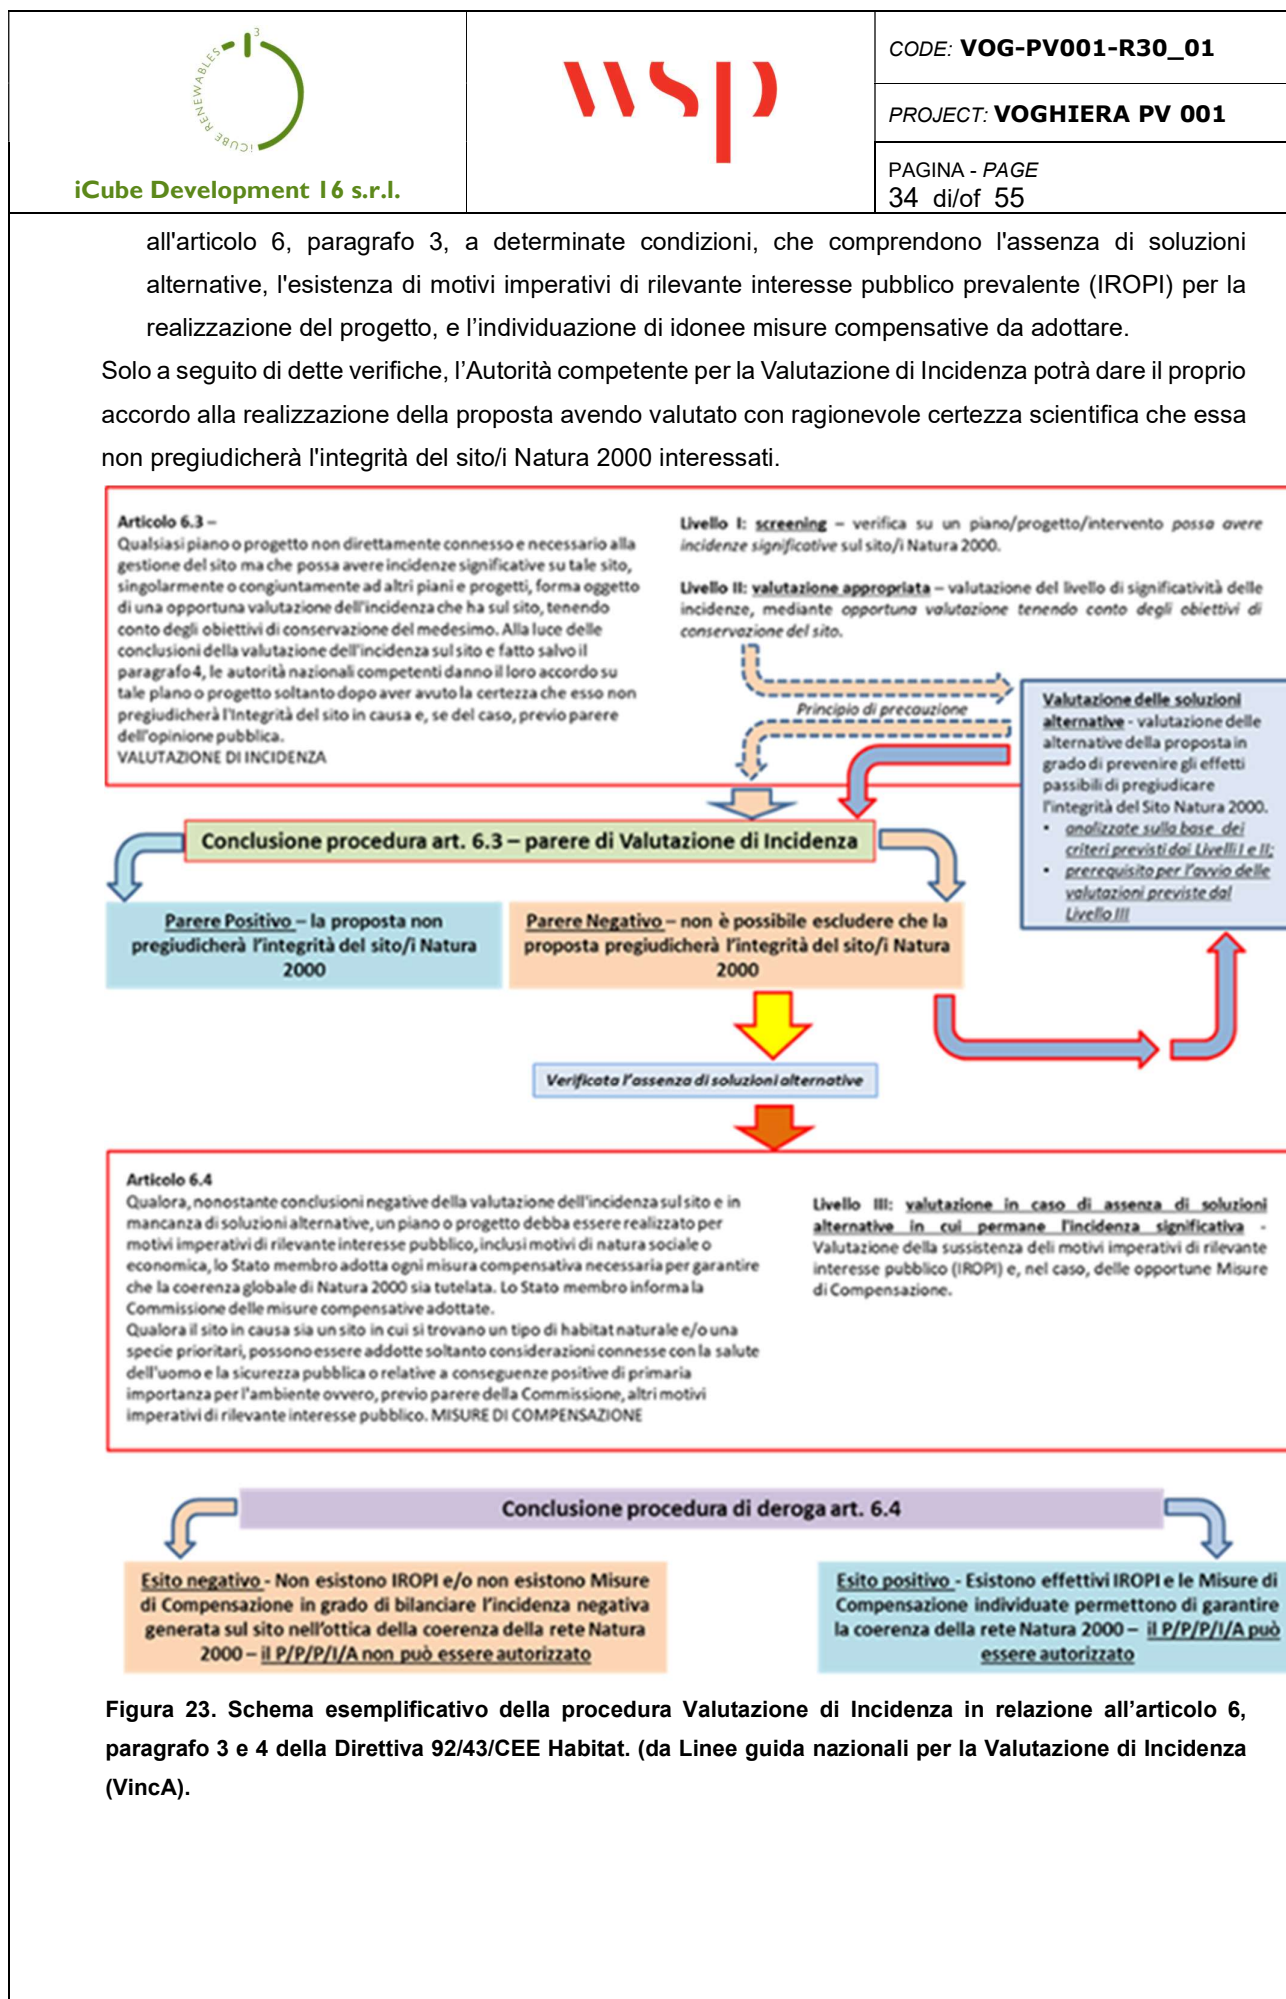 iCUBE RENEWABLES 3
iCube Development 16 s.r.l.
wsp
CODE: VOG-PV001-R30_01
PROJECT: VOGHIERA PV 001
PAGINA - PAGE
34 di/of 55
all'articolo 6, paragrafo 3, a determinate condizioni, che comprendono l'assenza di soluzioni
alternative, l'esistenza di motivi imperativi di rilevante interesse pubblico prevalente (IROPI) per la
realizzazione del progetto, e l’individuazione di idonee misure compensative da adottare.
Solo a seguito di dette verifiche, l’Autorità competente per la Valutazione di Incidenza potrà dare il proprio
accordo alla realizzazione della proposta avendo valutato con ragionevole certezza scientifica che essa
non pregiudicherà l'integrità del sito/i Natura 2000 interessati.
Articolo 6.3 –
Qualsiasi piano o progetto non direttamente connesso e necessario alla
gestione del sito ma che possa avere incidenze significative su tale sito,
singolarmente o congiuntamente ad altri piani e progetti, forma oggetto
di una opportuna valutazione dell'incidenza che ha sul sito, tenendo
conto degli obiettivi di conservazione del medesimo. Alla luce delle
conclusioni della valutazione dell'incidenza sul sito e fatto salvo il
paragrafo 4, le autorità nazionali competenti danno il loro accordo su
tale piano o progetto soltanto dopo aver avuto la certezza che esso non
pregiudicherà l'integrità del sito in causa e, se del caso, previo parere
dell'opinione pubblica.
VALUTAZIONE DI INCIDENZA
Livello I: screening – verifica su un piano/progetto/intervento possa avere
incidenze significative sul sito/i Natura 2000.
Livello II: valutazione appropriata – valutazione del livello di significatività delle
incidenze, mediante opportuna valutazione tenendo conto degli obiettivi di
conservazione del sito.
Principio di precauzione
Valutazione delle soluzioni
alternative - valutazione delle
alternative della proposta in
grado di prevenire gli effetti
passibili di pregiudicare
l'integrità del Sito Natura 2000.
• analizzate sulla base dei
criteri previsti dai Livelli I e II;
• prerequisito per l'avvio delle
valutazioni previste dal
Livello III
Conclusione procedura art. 6.3 – parere di Valutazione di Incidenza
Parere Positivo – la proposta non
pregiudicherà l’integrità del sito/i Natura
2000
Parere Negativo – non è possibile escludere che la
proposta pregiudicherà l’integrità del sito/i Natura
2000
Verificata l’assenza di soluzioni alternative
Articolo 6.4
Qualora, nonostante conclusioni negative della valutazione dell'incidenza sul sito e in
mancanza di soluzioni alternative, un piano o progetto debba essere realizzato per
motivi imperativi di rilevante interesse pubblico, inclusi motivi di natura sociale o
economica, lo Stato membro adotta ogni misura compensativa necessaria per garantire
che la coerenza globale di Natura 2000 sia tutelata. Lo Stato membro informa la
Commissione delle misure compensative adottate.
Qualora il sito in causa sia un sito in cui si trovano un tipo di habitat naturale e/o una
specie prioritari, possono essere addotte soltanto considerazioni connesse con la salute
dell'uomo e la sicurezza pubblica o relative a conseguenze positive di primaria
importanza per l'ambiente ovvero, previo parere della Commissione, altri motivi
imperativi di rilevante interesse pubblico. MISURE DI COMPENSAZIONE
Livello III: valutazione in caso di assenza di soluzioni
alternative in cui permane l'incidenza significativa -
Valutazione della sussistenza deli motivi imperativi di rilevante
interesse pubblico (IROPI) e, nel caso, delle opportune Misure
di Compensazione.
Conclusione procedura di deroga art. 6.4
Esito negativo - Non esistono IROPI e/o non esistono Misure
di Compensazione in grado di bilanciare l’incidenza negativa
generata sul sito nell’ottica della coerenza della rete Natura
2000 – il P/P/P/I/A non può essere autorizzato
Esito positivo - Esistono effettivi IROPI e le Misure di
Compensazione individuate permettono di garantire
la coerenza della rete Natura 2000 – il P/P/P/I/A può
essere autorizzato
Figura 23. Schema esemplificativo della procedura Valutazione di Incidenza in relazione all’articolo 6,
paragrafo 3 e 4 della Direttiva 92/43/CEE Habitat. (da Linee guida nazionali per la Valutazione di Incidenza
(VincA).